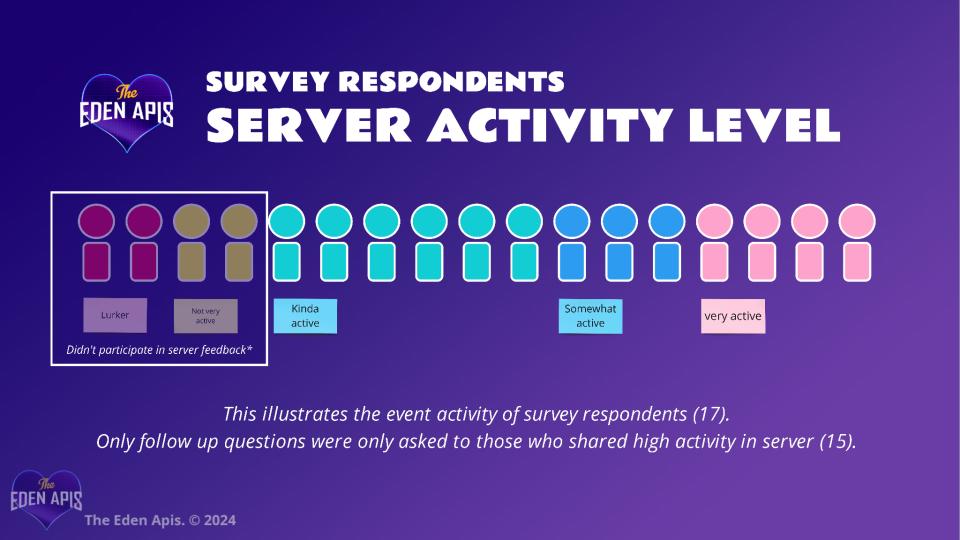 The
EDEN APIS
SURVEY RESPONDENTS
SERVER ACTIVITY LEVEL
Lurker
Not very
active
Kinda
active
Somewhat
active
very active
Didn't participate in server feedback*
This illustrates the event activity of survey respondents (17).
Only follow up questions were only asked to those who shared high activity in server (15).
The
EDEN APIS
The Eden Apis. © 2024